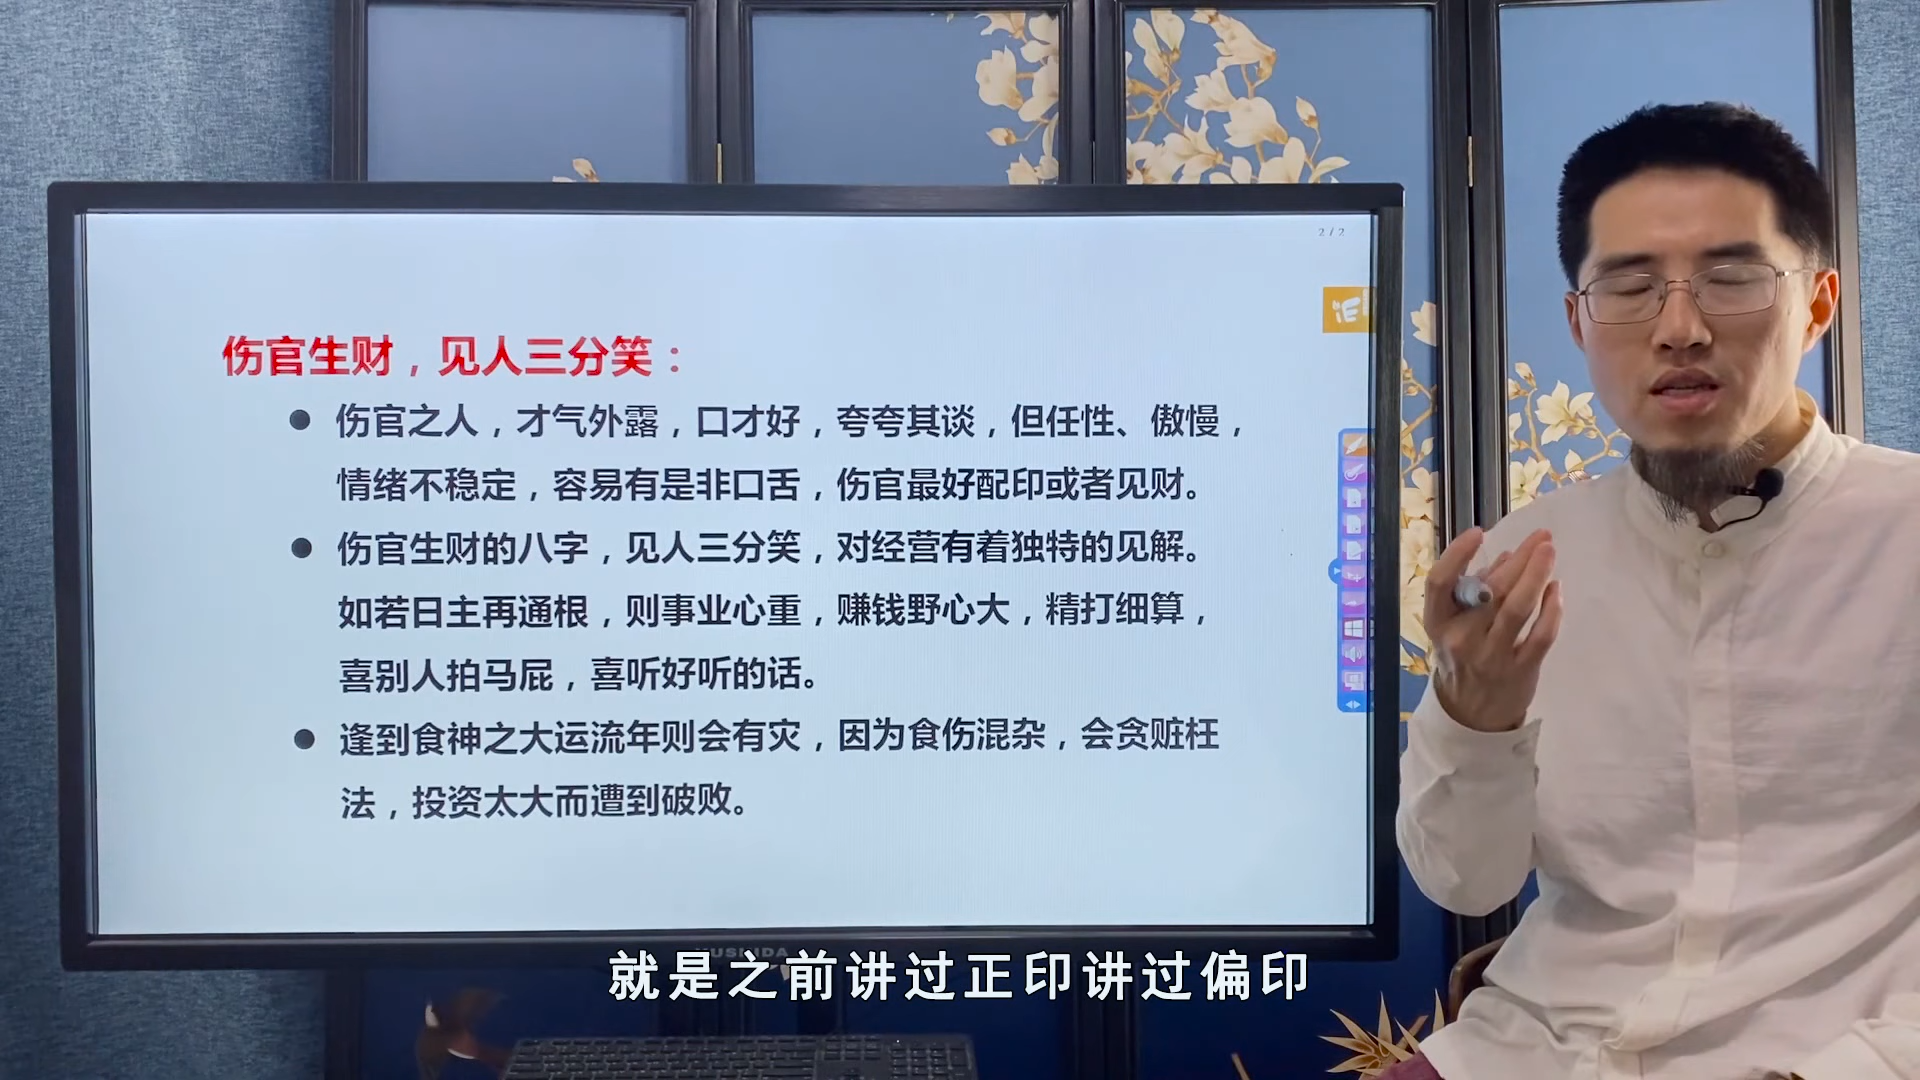 2/2
伤官生财，见人三分笑：
● 伤官之人，才气外露，口才好，夸夸其谈，但任性、傲慢，
情绪不稳定，容易有是非口舌，伤官最好配印或者见财。
● 伤官生财的八字，见人三分笑，对经营有着独特的见解。
如若日主再通根，则事业心重，赚钱野心大，精打细算，
喜别人拍马屁，喜听好听的话。
● 逢到食神之大运流年则会有灾，因为食伤混杂，会贪赃枉
法，投资太大而遭到破败。
就是之前讲过正印讲过偏印